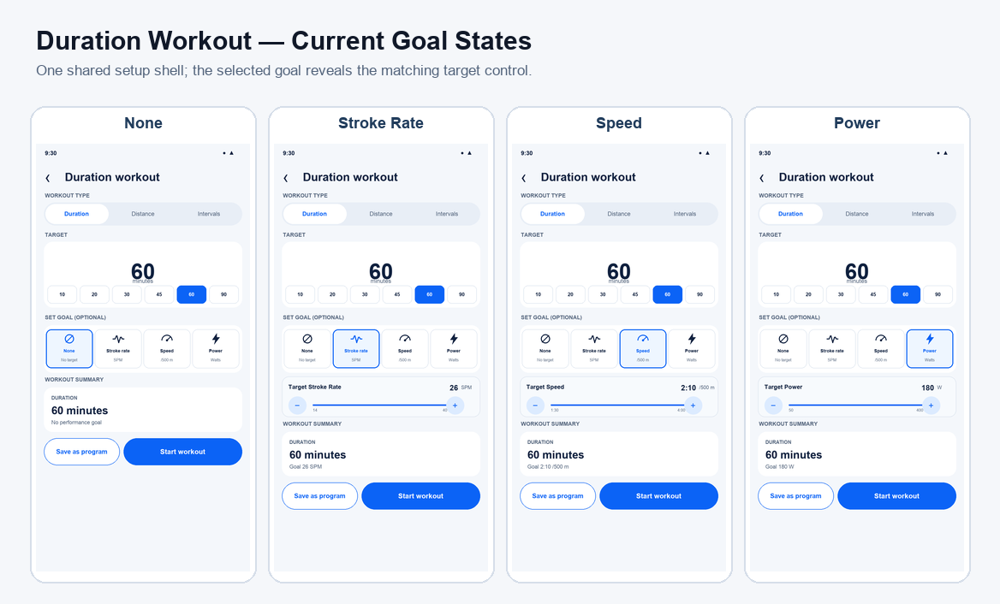 Duration Workout — Current Goal States
One shared setup shell; the selected goal reveals the matching target control.
None
9:30
Duration workout
WORKOUT TYPE
Duration Distance Intervals
TARGET
60
minutes
10 20 30 45 60 90
SET GOAL (OPTIONAL)
None Stroke rate Speed Power
No target SPM /500 m Watts
WORKOUT SUMMARY
DURATION
60 minutes
No performance goal
Save as program Start workout
Stroke Rate
9:30
Duration workout
WORKOUT TYPE
Duration Distance Intervals
TARGET
60
minutes
10 20 30 45 60 90
SET GOAL (OPTIONAL)
None Stroke rate Speed Power
No target SPM /500 m Watts
Target Stroke Rate 26 SPM
− +
14 40
WORKOUT SUMMARY
DURATION
60 minutes
Goal 26 SPM
Save as program Start workout
Speed
9:30
Duration workout
WORKOUT TYPE
Duration Distance Intervals
TARGET
60
minutes
10 20 30 45 60 90
SET GOAL (OPTIONAL)
None Stroke rate Speed Power
No target SPM /500 m Watts
Target Speed 2:10 /500 m
− +
1:30 4:00
WORKOUT SUMMARY
DURATION
60 minutes
Goal 2:10 /500 m
Save as program Start workout
Power
9:30
Duration workout
WORKOUT TYPE
Duration Distance Intervals
TARGET
60
minutes
10 20 30 45 60 90
SET GOAL (OPTIONAL)
None Stroke rate Speed Power
No target SPM /500 m Watts
Target Power 180 W
− +
50 400
WORKOUT SUMMARY
DURATION
60 minutes
Goal 180 W
Save as program Start workout